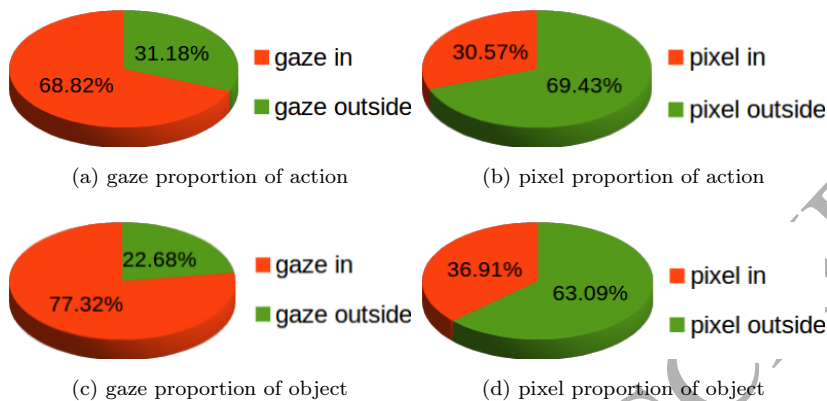 31.18%
68.82%
gaze in
gaze outside
30.57%
69.43%
pixel in
pixel outside
(a) gaze proportion of action
(b) pixel proportion of action
22.68%
77.32%
gaze in
gaze outside
36.91%
63.09%
pixel in
pixel outside
(c) gaze proportion of object
(d) pixel proportion of object